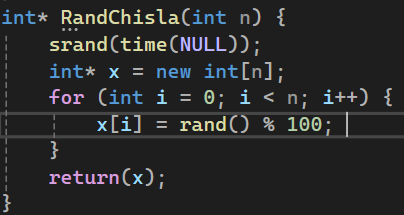 int* RandChisla(int n) {
    srand(time(NULL));
    int* x = new int[n];
    for (int i = 0; i < n; i++) {
        x[i] = rand() % 100;
    }
    return(x);
}